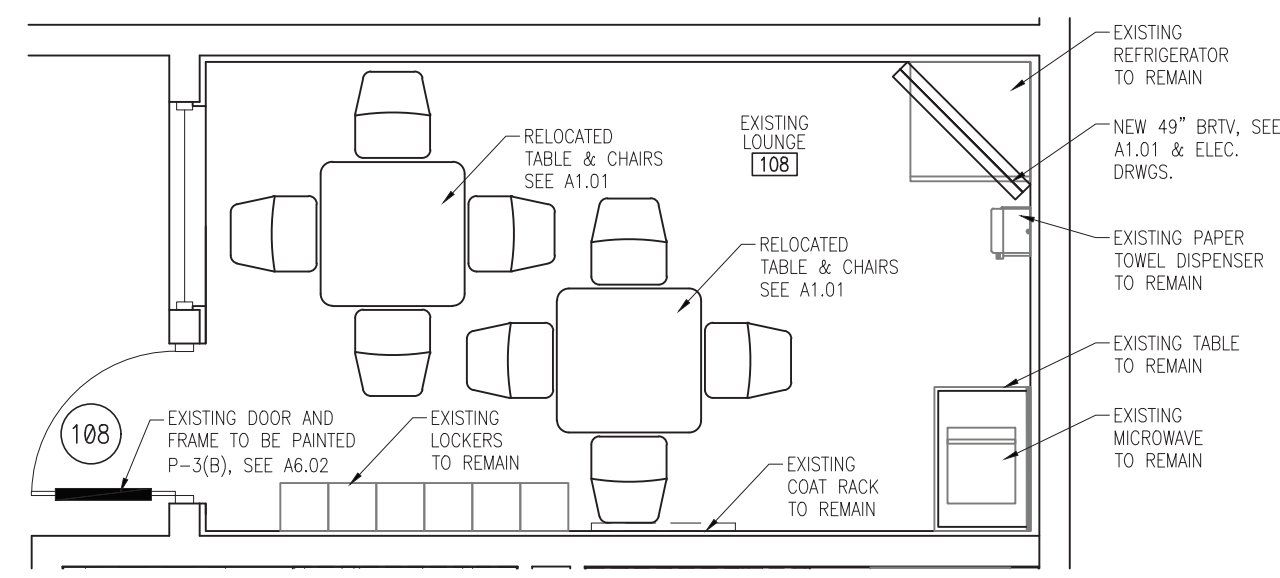 EXISTING
REFRIGERATOR
TO REMAIN
NEW 49" BRTV, SEE
A1.01 & ELEC.
DRWGS.
EXISTING
LOUNGE
108
RELOCATED
TABLE & CHAIRS
SEE A1.01
RELOCATED
TABLE & CHAIRS
SEE A1.01
EXISTING PAPER
TOWEL DISPENSER
TO REMAIN
EXISTING TABLE
TO REMAIN
EXISTING
MICROWAVE
TO REMAIN
108
EXISTING DOOR AND
FRAME TO BE PAINTED
P-3(B), SEE A6.02
EXISTING
LOCKERS
TO REMAIN
EXISTING
COAT RACK
TO REMAIN